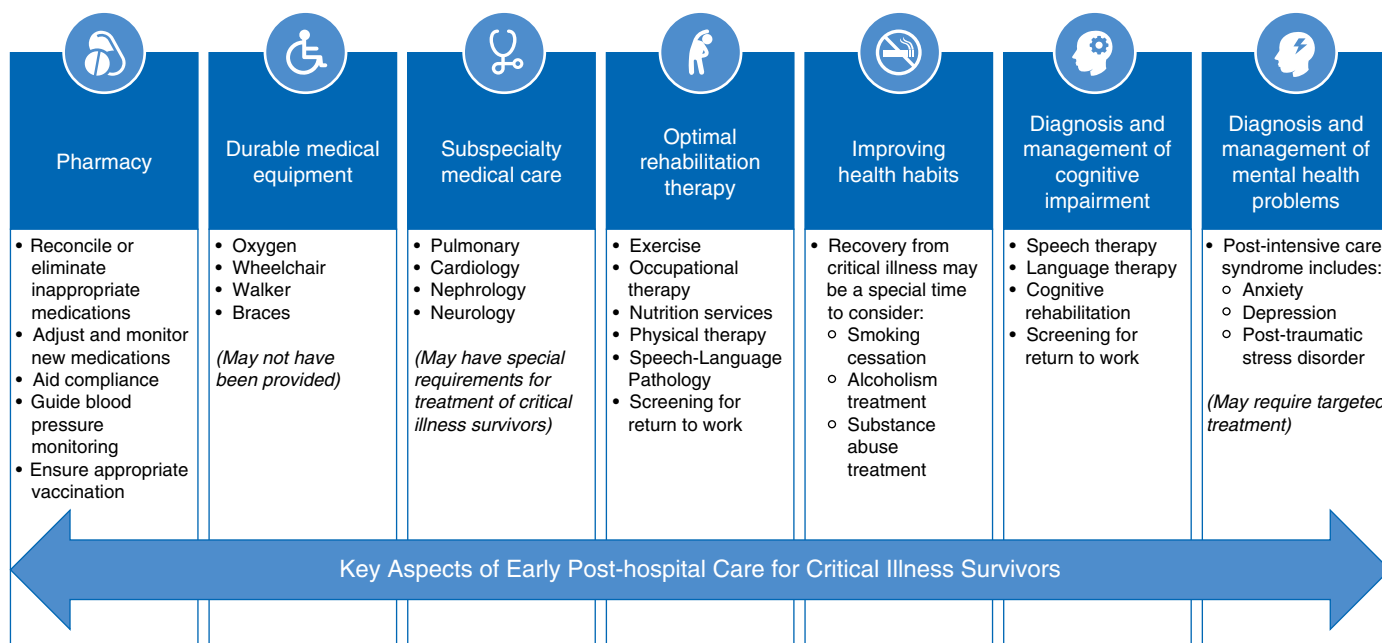 Pharmacy
• Reconcile or
eliminate
inappropriate
medications
• Adjust and monitor
new medications
• Aid compliance
• Guide blood
pressure
monitoring
• Ensure appropriate
vaccination
Durable medical
equipment
• Oxygen
• Wheelchair
• Walker
• Braces
(May not have
been provided)
Subspecialty
medical care
• Pulmonary
• Cardiology
• Nephrology
• Neurology
(May have special
requirements for
treatment of critical
illness survivors)
Optimal
rehabilitation
therapy
• Exercise
• Occupational
therapy
• Nutrition services
• Physical therapy
• Speech-Language
Pathology
• Screening for
return to work
Improving
health habits
• Recovery from
critical illness may
be a special time
to consider:
○ Smoking
cessation
○ Alcoholism
treatment
○ Substance
abuse
treatment
Diagnosis and
management of
cognitive
impairment
• Speech therapy
• Language therapy
• Cognitive
rehabilitation
• Screening for
return to work
Diagnosis and
management of
mental health
problems
• Post-intensive care
syndrome includes:
○ Anxiety
○ Depression
○ Post-traumatic
stress disorder
(May require targeted
treatment)
Key Aspects of Early Post-hospital Care for Critical Illness Survivors